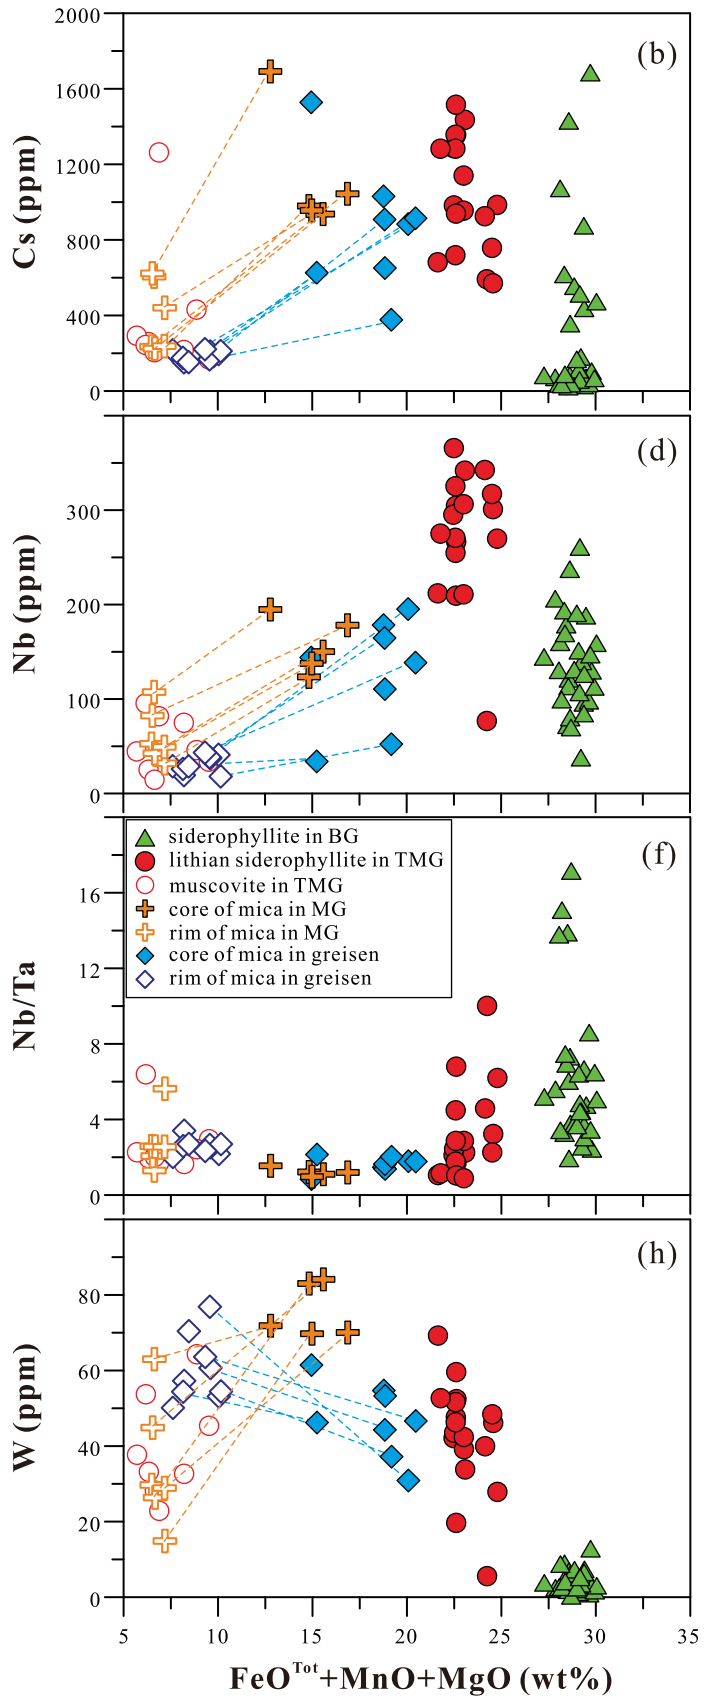 2000
(b)
1600
1200
800
400
0
Cs (ppm)
(d)
300
200
100
0
Nb (ppm)
(f)
siderophyllite in BG
lithian siderophyllite in TMG
muscovite in TMG
core of mica in MG
rim of mica in MG
core of mica in greisen
rim of mica in greisen
16
12
8
4
0
Nb/Ta
(h)
80
60
40
20
0
W (ppm)
5 10 15 20 25 30 35
FeO^Tot+MnO+MgO (wt%)